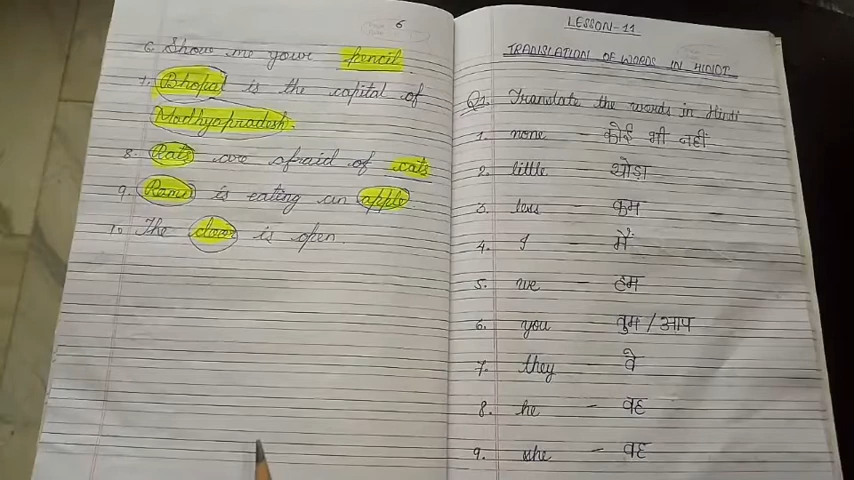 6
6. Show me your pencil.
7. Bhopal is the capital of
Madhyapradesh.
8. Rats are afraid of cats
9. Ramu is eating an apple
10. The door is open.
LESSON-11
TRANSLATION OF WORDS IN HINDI
Q1. Translate the words in Hindi
1. none - कोई भी नहीं
2. little - थोड़ा
3. less - कम
4. I - मैं
5. we - हम
6. you - तुम / आप
7. they - वे
8. he - वह
9. she - वह